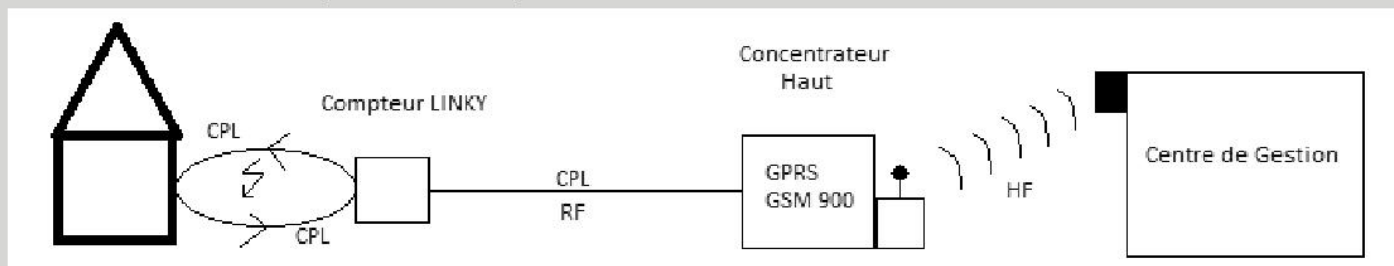 Concentrateur
Haut
Compteur LINKY
CPL
CPL
CPL
RF
GPRS
GSM 900
HF
Centre de Gestion